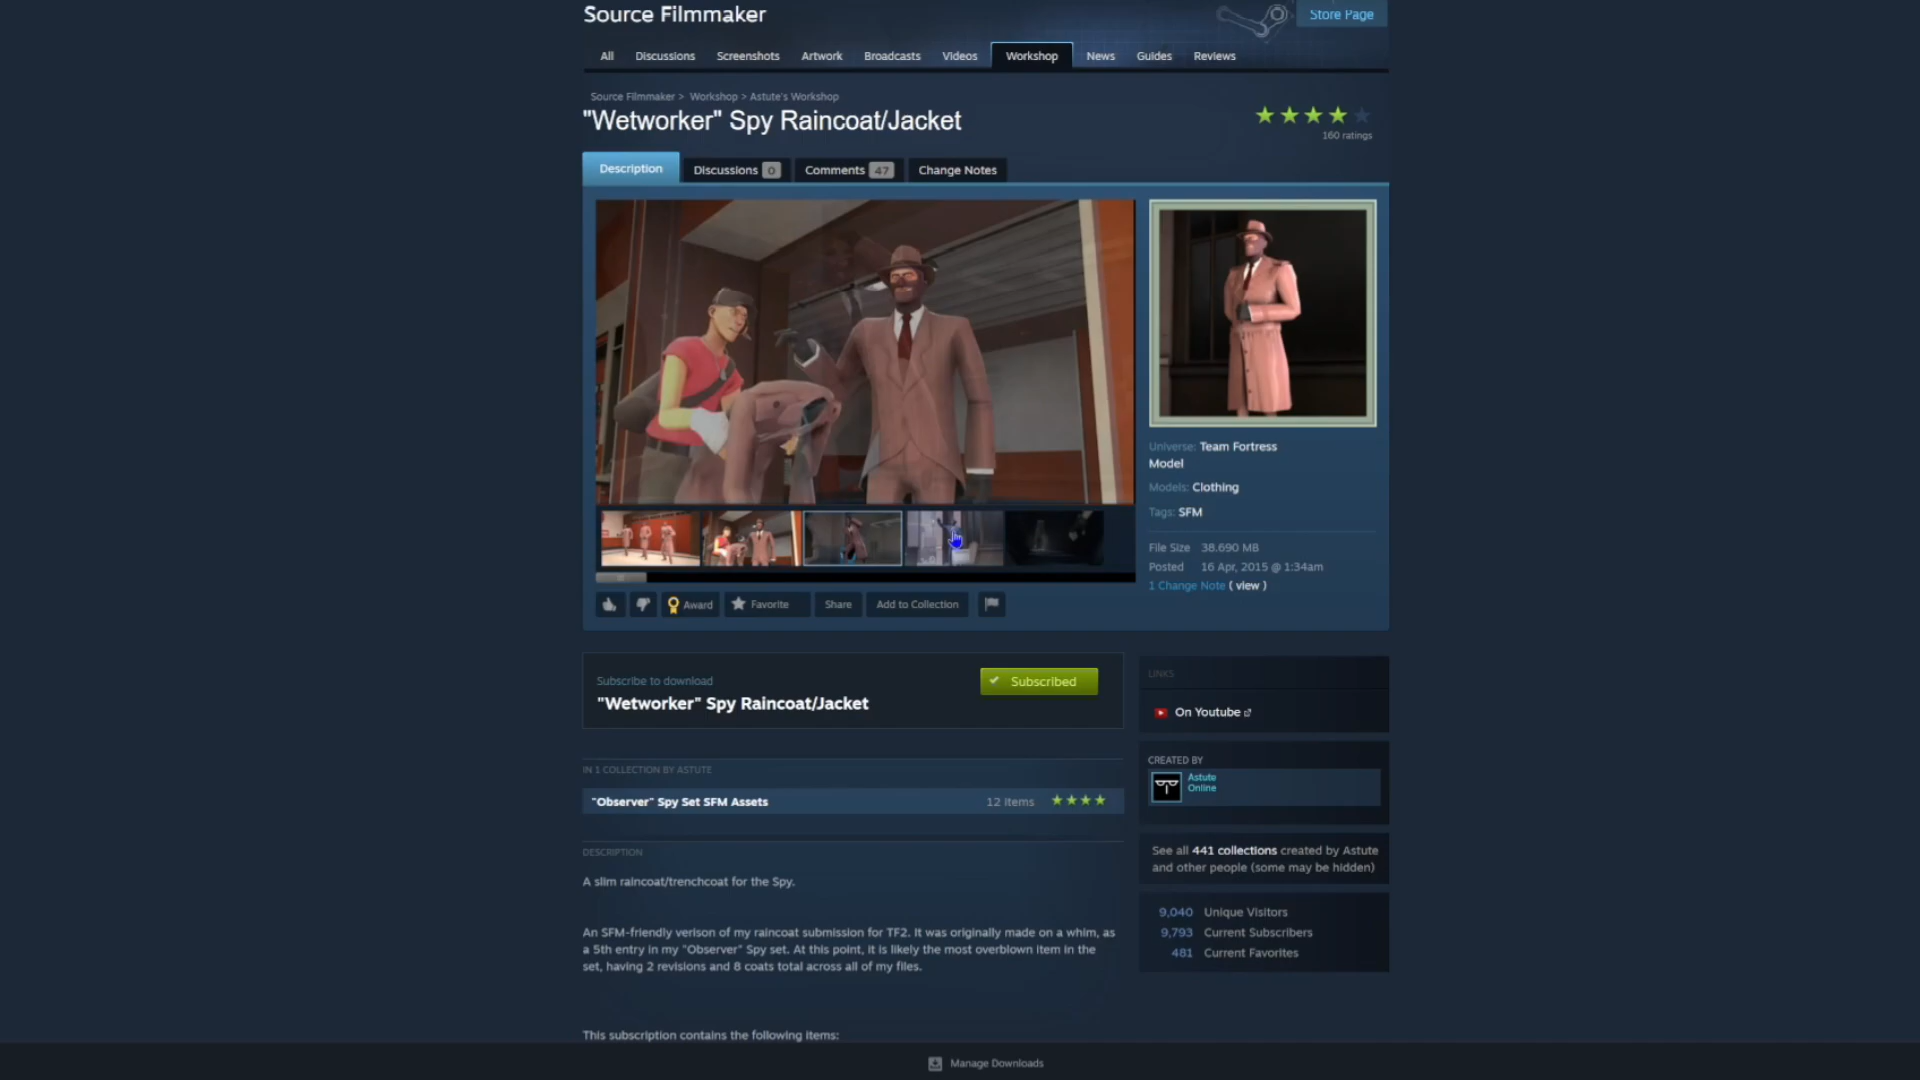 Source Filmmaker
Store Page
All Discussions Screenshots Artwork Broadcasts Videos Workshop News Guides Reviews
Source Filmmaker > Workshop > Astute's Workshop
"Wetworker" Spy Raincoat/Jacket
160 ratings
Description Discussions 0 Comments 47 Change Notes
Universe: Team Fortress
Model
Models: Clothing
Tags: SFM
File Size 38.690 MB
Posted 16 Apr, 2015 @ 1:34am
1 Change Note ( view )
Award Favorite Share Add to Collection
Subscribe to download
"Wetworker" Spy Raincoat/Jacket
Subscribed
LINKS
On Youtube
IN 1 COLLECTION BY ASTUTE
"Observer" Spy Set SFM Assets 12 items
CREATED BY
Astute
Online
See all 441 collections created by Astute
and other people (some may be hidden)
9,040 Unique Visitors
9,793 Current Subscribers
481 Current Favorites
DESCRIPTION
A slim raincoat/trenchcoat for the Spy.
An SFM-friendly verison of my raincoat submission for TF2. It was originally made on a whim, as
a 5th entry in my "Observer" Spy set. At this point, it is likely the most overblown item in the
set, having 2 revisions and 8 coats total across all of my files.
This subscription contains the following items:
Manage Downloads